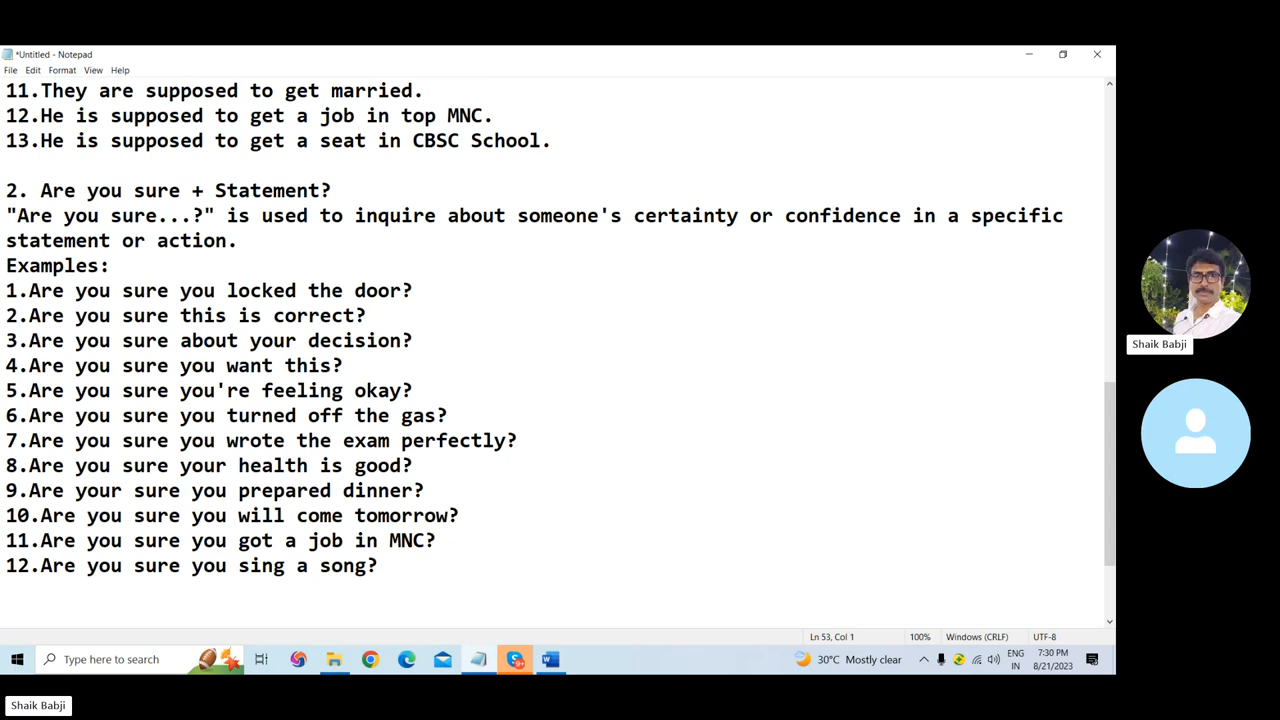 *Untitled - Notepad
File Edit Format View Help
11.They are supposed to get married.
12.He is supposed to get a job in top MNC.
13.He is supposed to get a seat in CBSC School.
2. Are you sure + Statement?
"Are you sure...?" is used to inquire about someone's certainty or confidence in a specific
statement or action.
Examples:
1.Are you sure you locked the door?
2.Are you sure this is correct?
3.Are you sure about your decision?
4.Are you sure you want this?
5.Are you sure you're feeling okay?
6.Are you sure you turned off the gas?
7.Are you sure you wrote the exam perfectly?
8.Are you sure your health is good?
9.Are your sure you prepared dinner?
10.Are you sure you will come tomorrow?
11.Are you sure you got a job in MNC?
12.Are you sure you sing a song?
Shaik Babji
Ln 53, Col 1 100% Windows (CRLF) UTF-8
Type here to search 30°C Mostly clear ENG IN 7:30 PM 8/21/2023
Shaik Babji